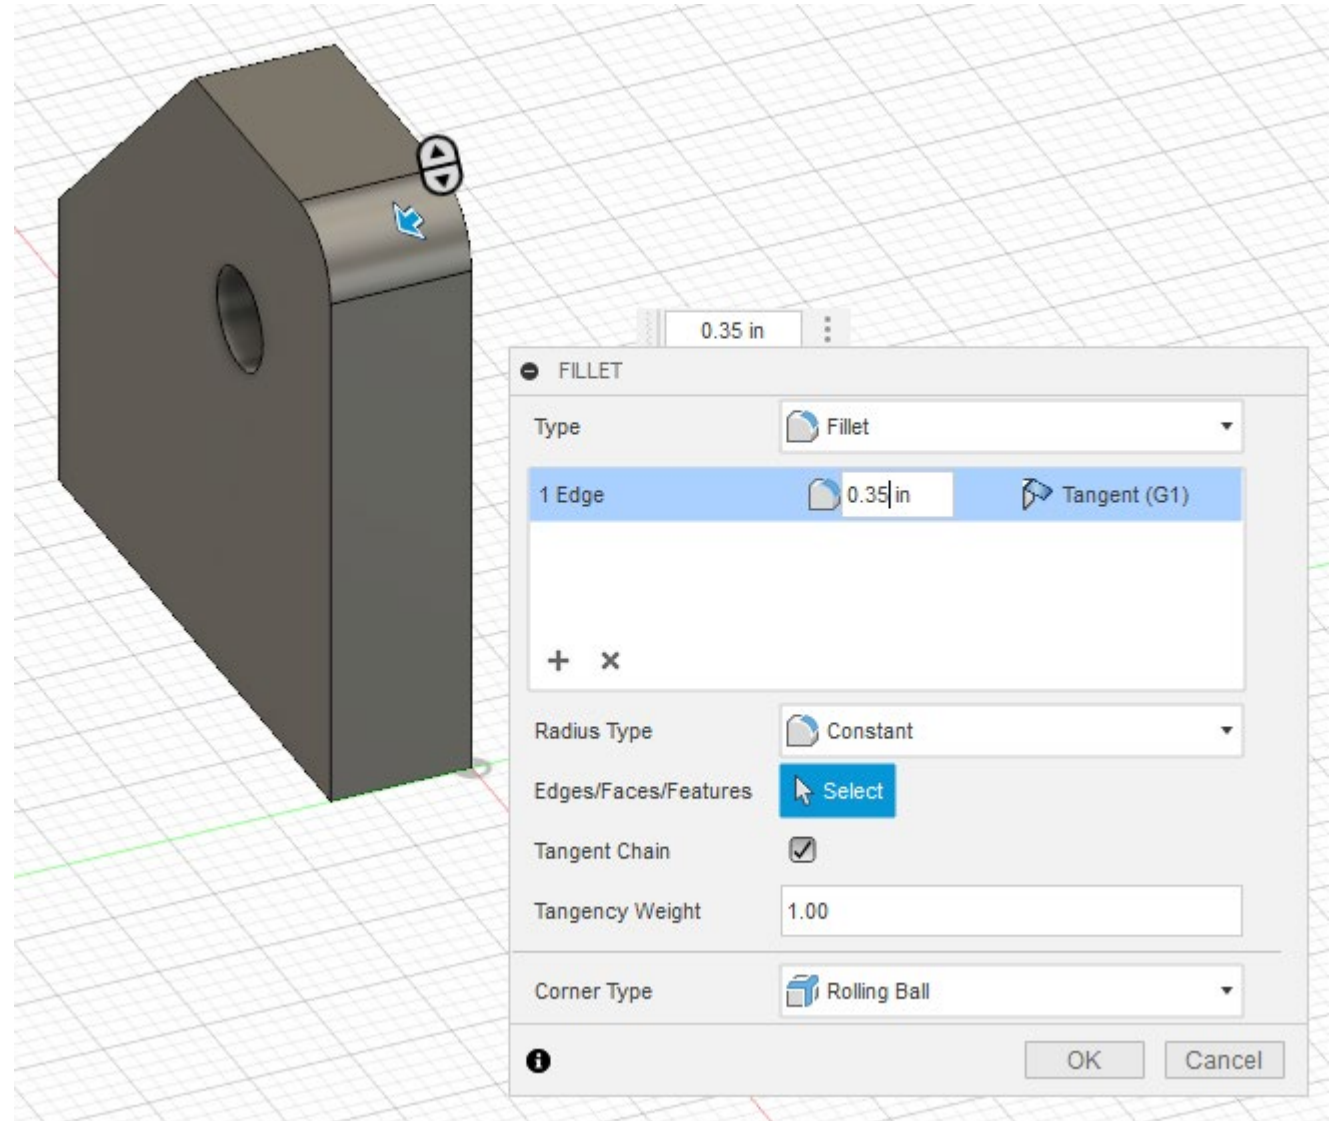 0.35 in
FILLET
Type Fillet
1 Edge 0.35 in Tangent (G1)
Radius Type Constant
Edges/Faces/Features Select
Tangent Chain
Tangency Weight 1.00
Corner Type Rolling Ball
OK Cancel